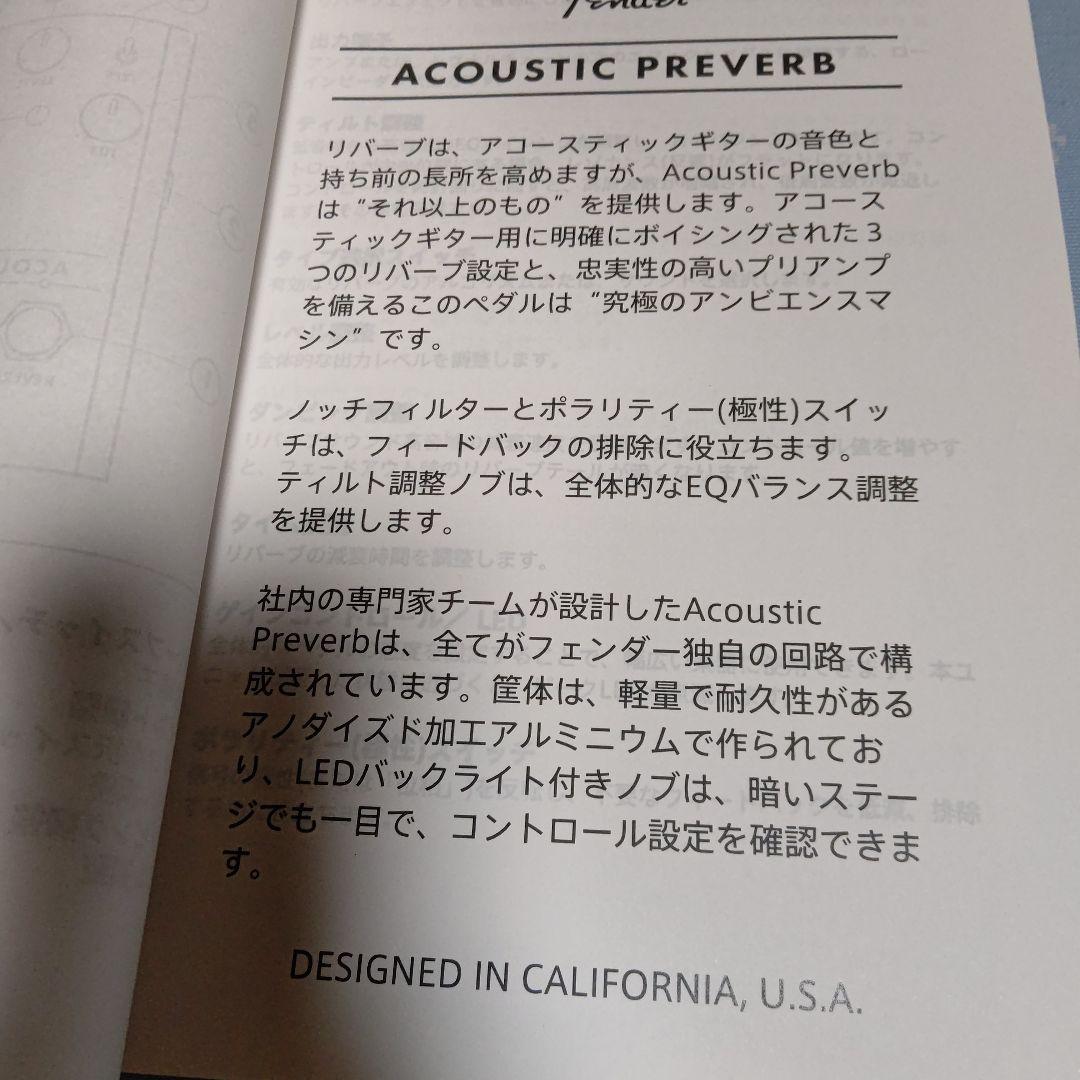 Fender
ACOUSTIC PREVERB
リバーブは、アコースティックギターの音色と
持ち前の長所を高めますが、Acoustic Preverb
は“それ以上のもの”を提供します。アコース
ティックギター用に明確にボイシングされた3
つのリバーブ設定と、忠実性の高いプリアンプ
を備えるこのペダルは“究極のアンビエンスマ
シン”です。
ノッチフィルターとポラリティー(極性)スイッ
チは、フィードバックの排除に役立ちます。
ティルト調整ノブは、全体的なEQバランス調整
を提供します。
社内の専門家チームが設計したAcoustic
Preverbは、全てがフェンダー独自の回路で構
成されています。筐体は、軽量で耐久性がある
アノダイズド加工アルミニウムで作られてお
り、LEDバックライト付きノブは、暗いステー
ジでも一目で、コントロール設定を確認できま
す。
DESIGNED IN CALIFORNIA, U.S.A.